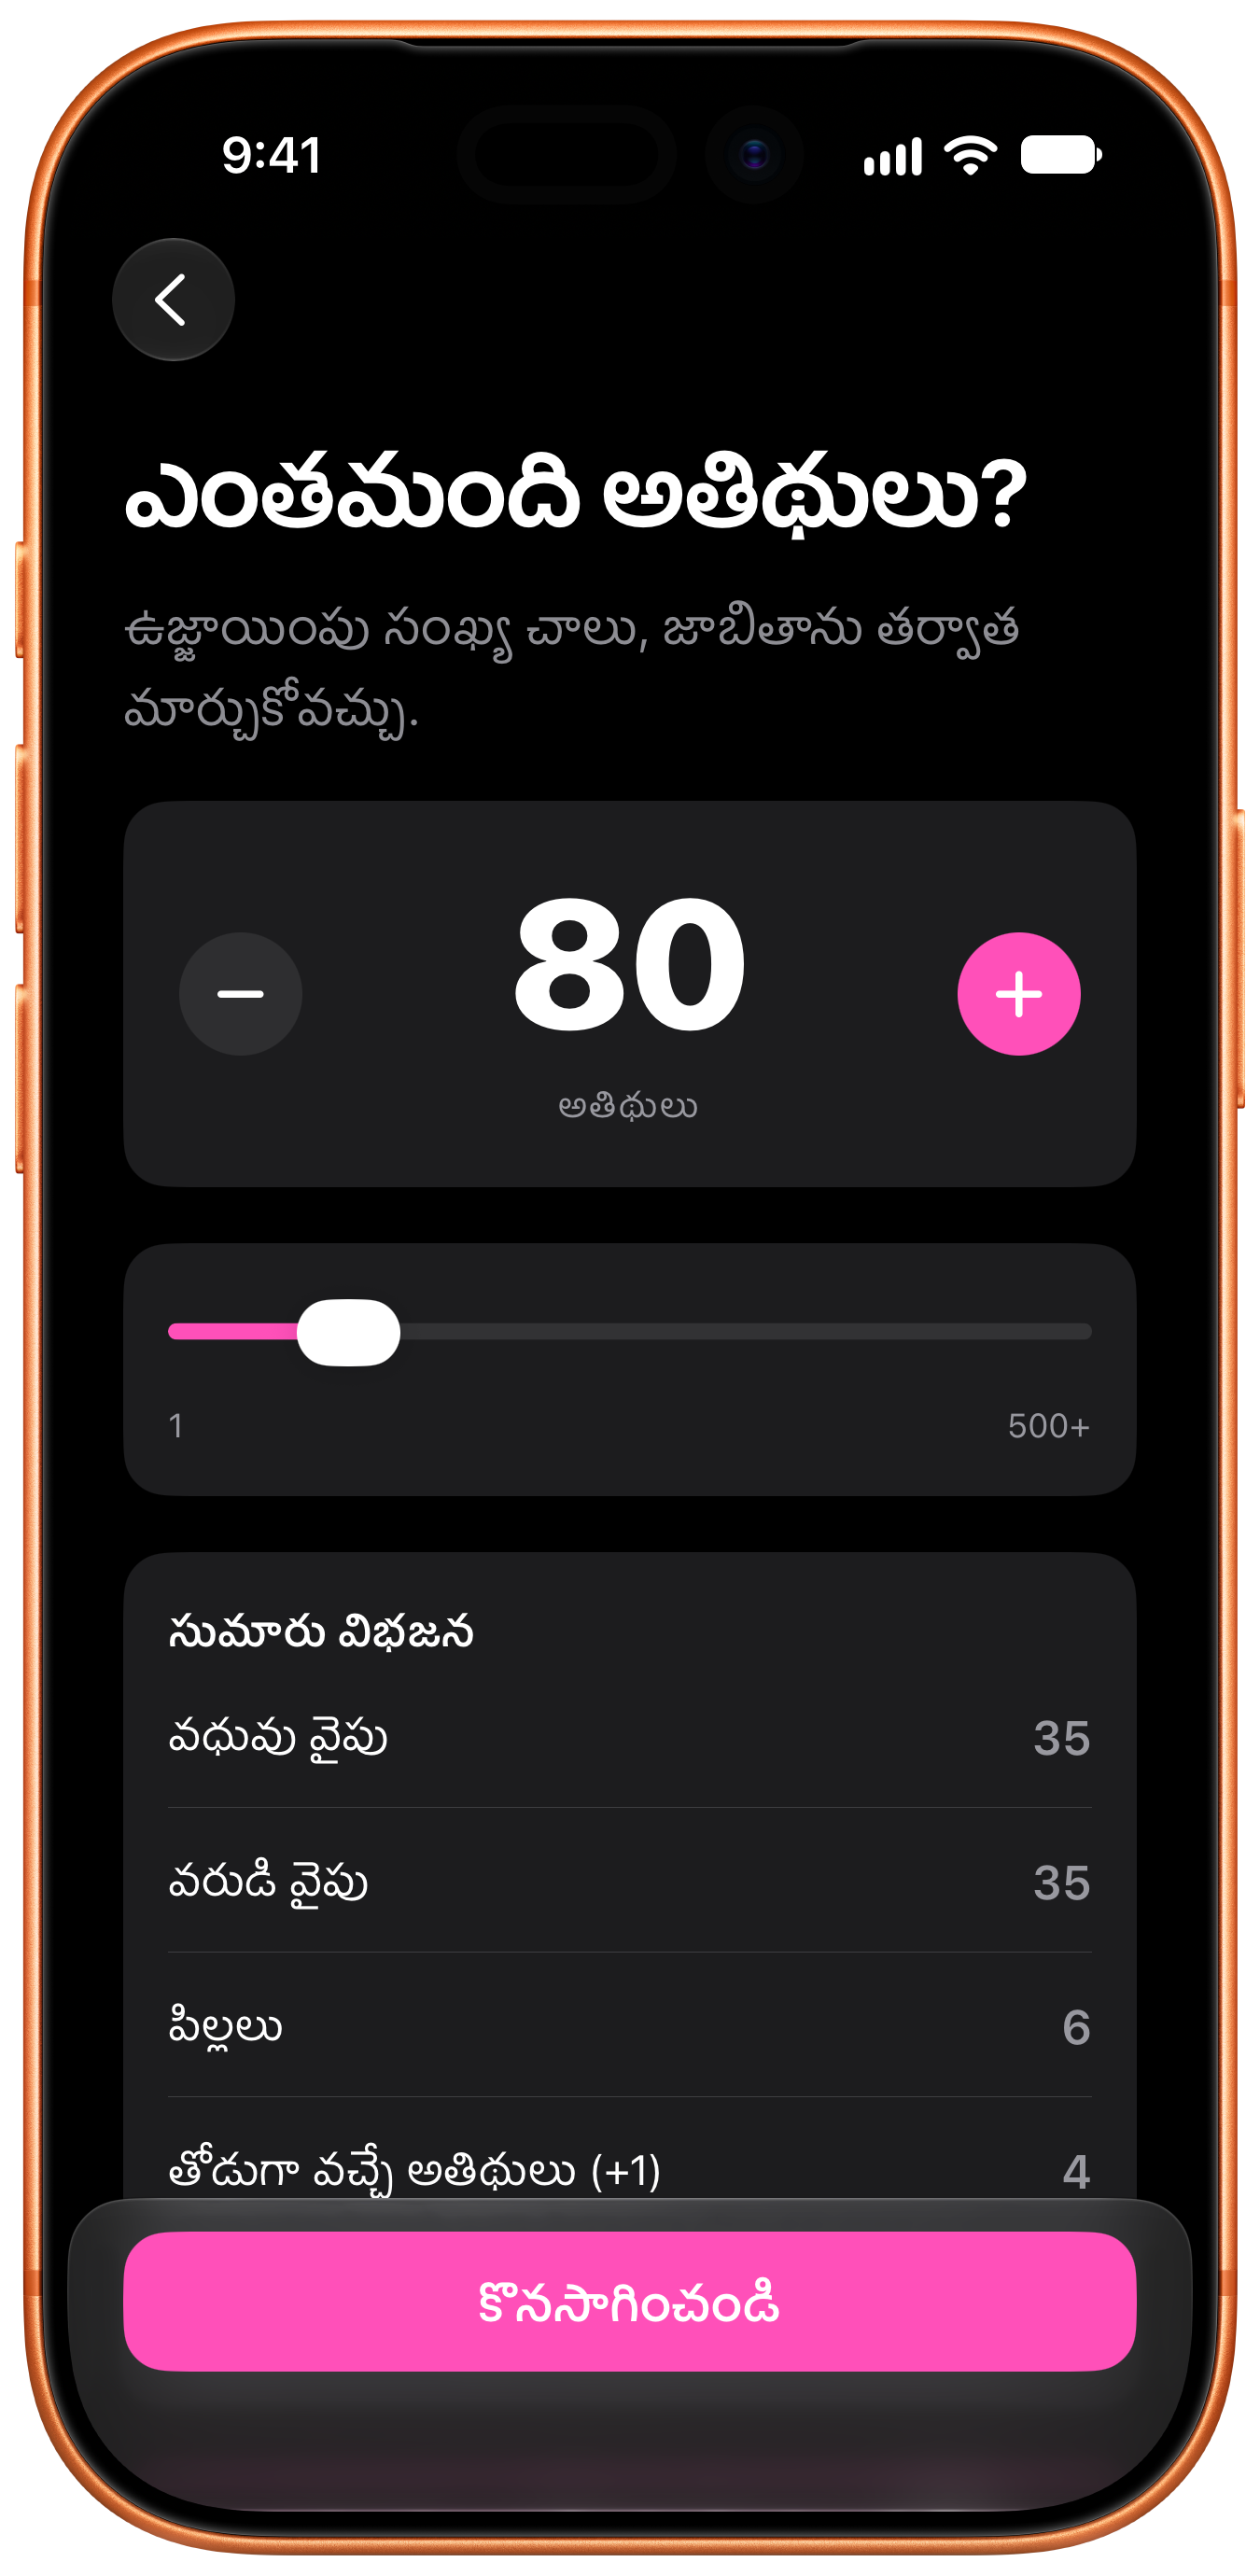 9:41
ఎంతమంది అతిథులు?
ఉజ్జాయింపు సంఖ్య చాలు, జాబితాను తర్వాత
మార్చుకోవచ్చు.
80
అతిథులు
1
500+
సుమారు విభజన
వధువు వైపు
35
వరుడి వైపు
35
పిల్లలు
6
తోడుగా వచ్చే అతిథులు (+1)
4
కొనసాగించండి